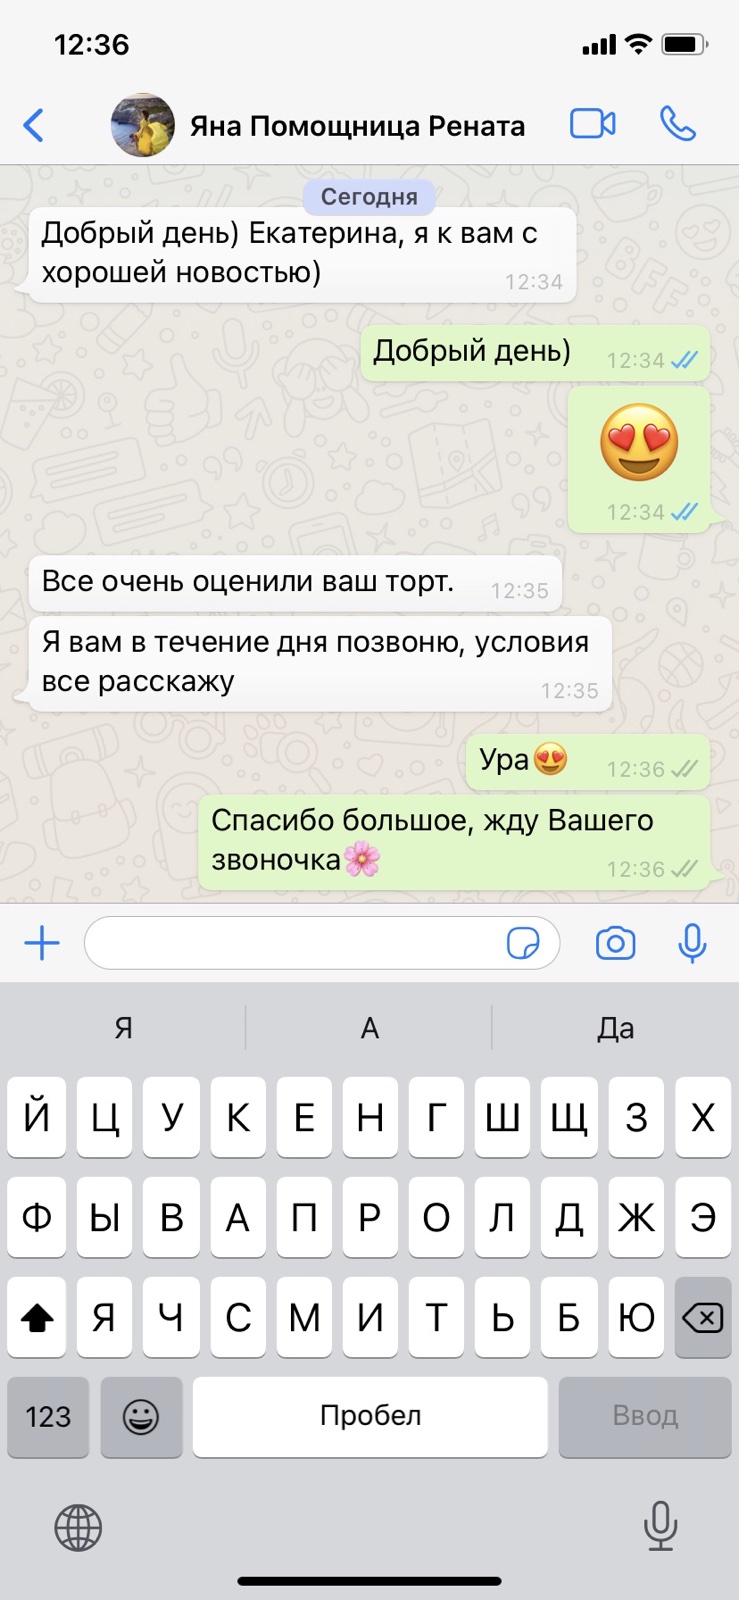 12:36
Яна Помощница Рената
Сегодня
Добрый день) Екатерина, я к вам с
хорошей новостью)
12:34
Добрый день)
12:34
😍
12:34
Все очень оценили ваш торт.
12:35
Я вам в течение дня позвоню, условия
все расскажу
12:35
Ура😍
12:36
Спасибо большое, жду Вашего
звоночка🌸
12:36
Я А Да
Й Ц У К Е Н Г Ш Щ З Х
Ф Ы В А П Р О Л Д Ж Э
Я Ч С М И Т Ь Б Ю
123 Пробел Ввод